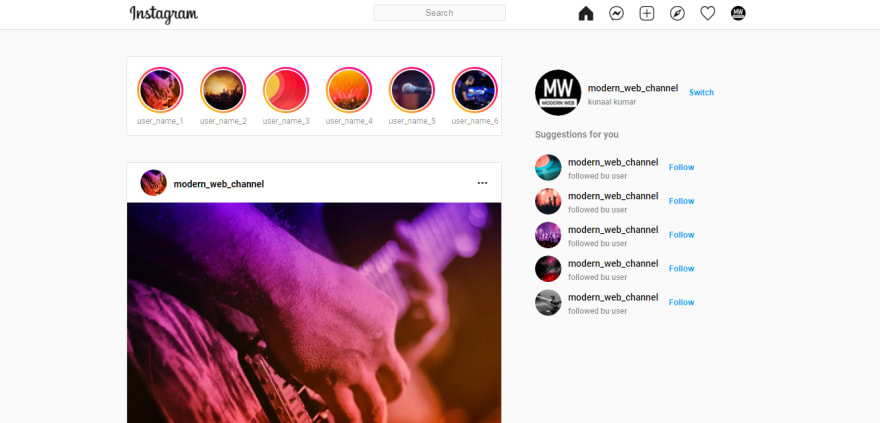 Instagram
Search
MW
user_name_1 user_name_2 user_name_3 user_name_4 user_name_5 user_name_6
MW
MODERN WEB
modern_web_channel
kunaal kumar
Switch
Suggestions for you
modern_web_channel
followed bu user
Follow
modern_web_channel
followed bu user
Follow
modern_web_channel
followed bu user
Follow
modern_web_channel
followed bu user
Follow
modern_web_channel
followed bu user
Follow
modern_web_channel